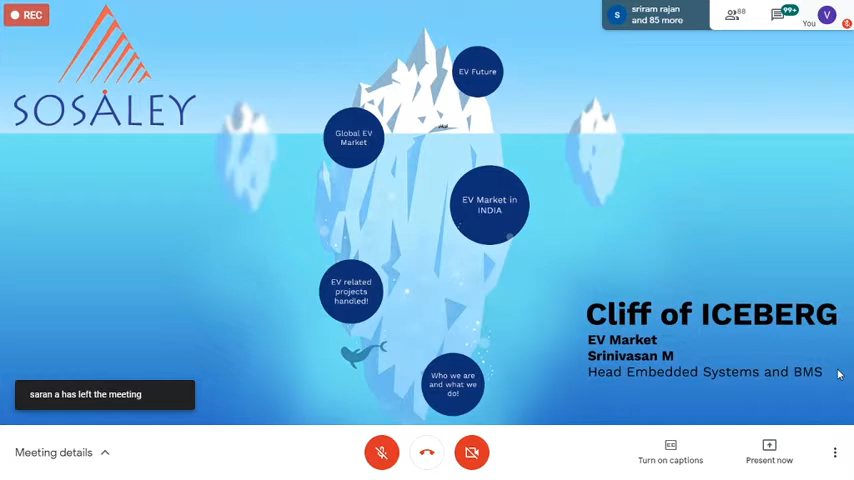 REC
SOSALEY
sriram rajan
and 85 more
S
88
99+
You
V
EV Future
Global EV
Market
EV Market in
INDIA
EV related
projects
handled!
Cliff of ICEBERG
EV Market
Srinivasan M
Head Embedded Systems and BMS
Who we are
and what we
do!
saran a has left the meeting
Meeting details
Turn on captions
Present now